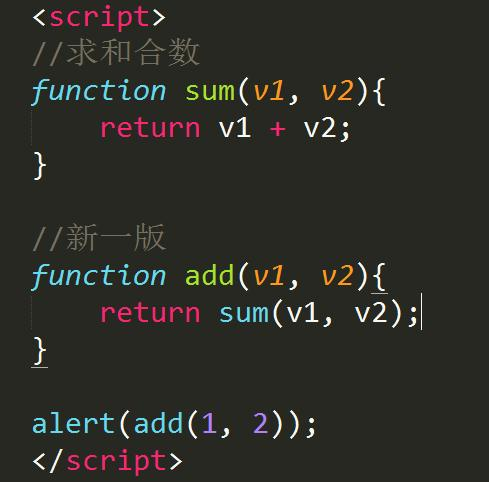 <script>
//求和合数
function sum(v1, v2){
return v1 + v2;
}
//新一版
function add(v1, v2){
return sum(v1, v2);
}
alert(add(1, 2));
</script>